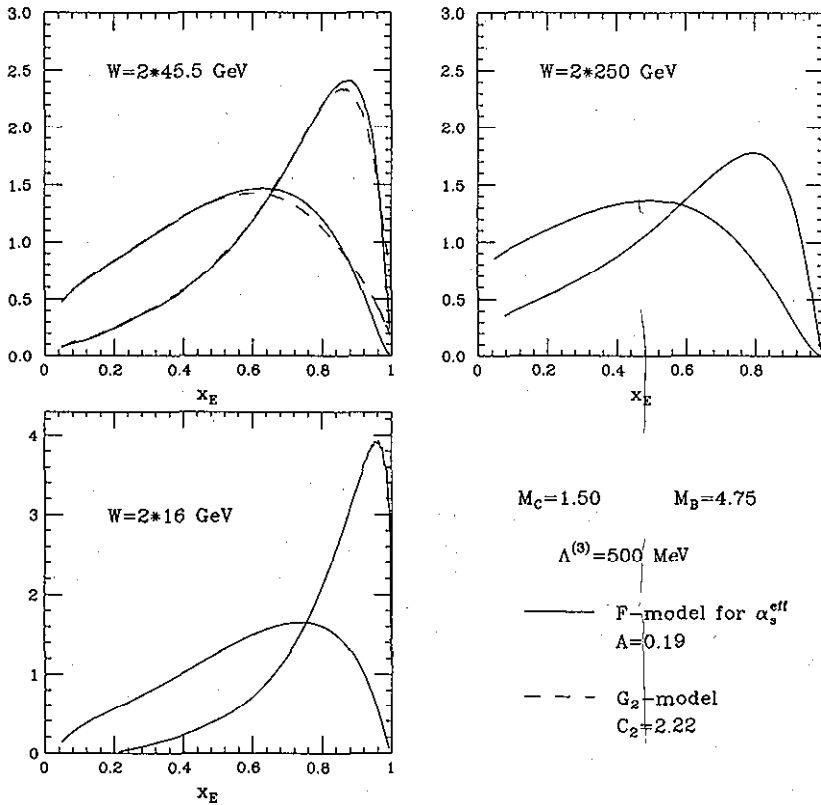 3.0
2.5
2.0
1.5
1.0
0.5
0.0
W=2*45.5 GeV
0 0.2 0.4 0.6 0.8 1
X_E
3.0
2.5
2.0
1.5
1.0
0.5
0.0
W=2*250 GeV
0 0.2 0.4 0.6 0.8
X_E
4
3
2
1
0
W=2*16 GeV
0 0.2 0.4 0.6 0.8 1
X_E
M_C=1.50 M_B=4.75
Λ^(3)=500 MeV
F-model for α_s^eff
A=0.19
G_2-model
C_2=2.22